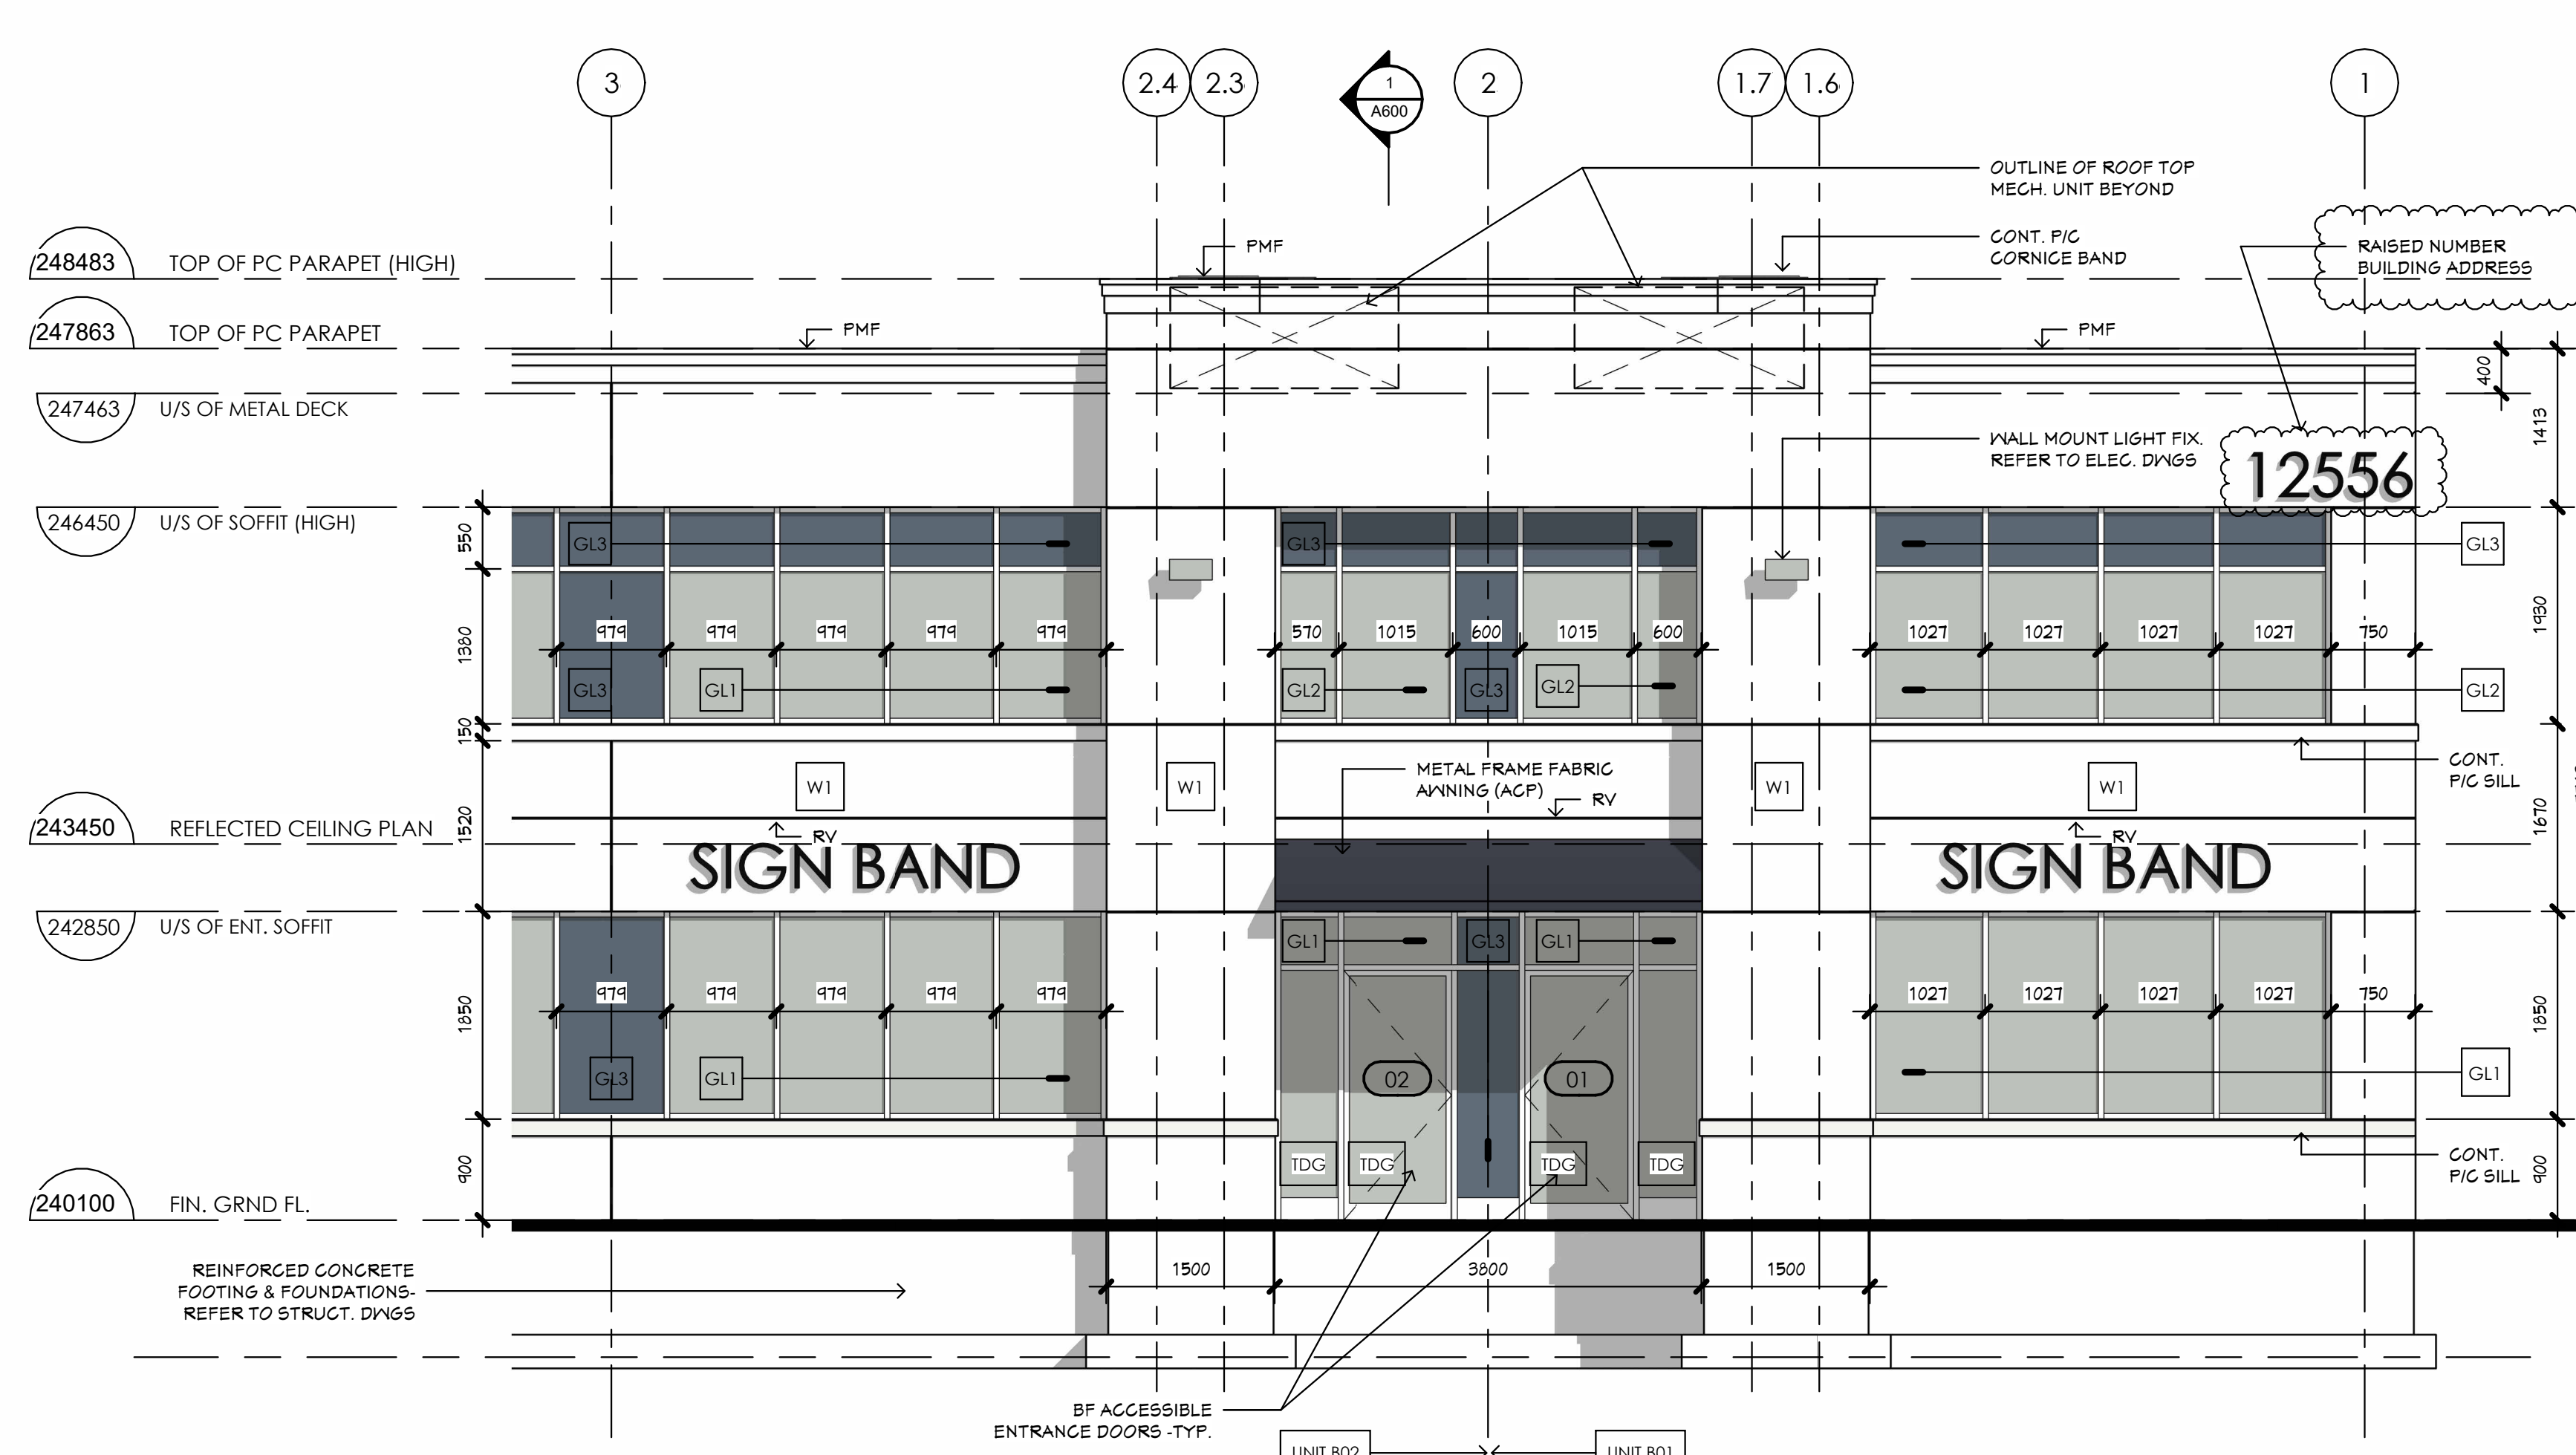 3
2.4
2.3
1
A600
2
1.7
1.6
1
OUTLINE OF ROOF TOP
MECH. UNIT BEYOND
PMF
CONT. P/C
CORNICE BAND
RAISED NUMBER
BUILDING ADDRESS
248483 TOP OF PC PARAPET (HIGH)
247863 TOP OF PC PARAPET
PMF
PMF
400
247463 U/S OF METAL DECK
1413
WALL MOUNT LIGHT FIX.
REFER TO ELEC. DWGS
12556
246450 U/S OF SOFFIT (HIGH)
550
GL3
GL3
GL3
1380
979
979
979
979
979
570
1015
600
1015
600
1027
1027
1027
1027
750
1930
GL3
GL1
GL2
GL3
GL2
GL2
150
CONT.
P/C SILL
W1
W1
METAL FRAME FABRIC
AWNING (ACP)
RV
W1
W1
243450 REFLECTED CEILING PLAN
1520
RV
RV
1670
SIGN BAND
SIGN BAND
242850 U/S OF ENT. SOFFIT
GL1
GL3
GL1
1850
979
979
979
979
979
1027
1027
1027
1027
750
1850
GL3
GL1
02
01
GL1
TDG
TDG
TDG
TDG
CONT.
P/C SILL
900
900
240100 FIN. GRND FL.
REINFORCED CONCRETE
FOOTING & FOUNDATIONS-
REFER TO STRUCT. DWGS
1500
3800
1500
BF ACCESSIBLE
ENTRANCE DOORS -TYP.
UNIT B02
UNIT B01